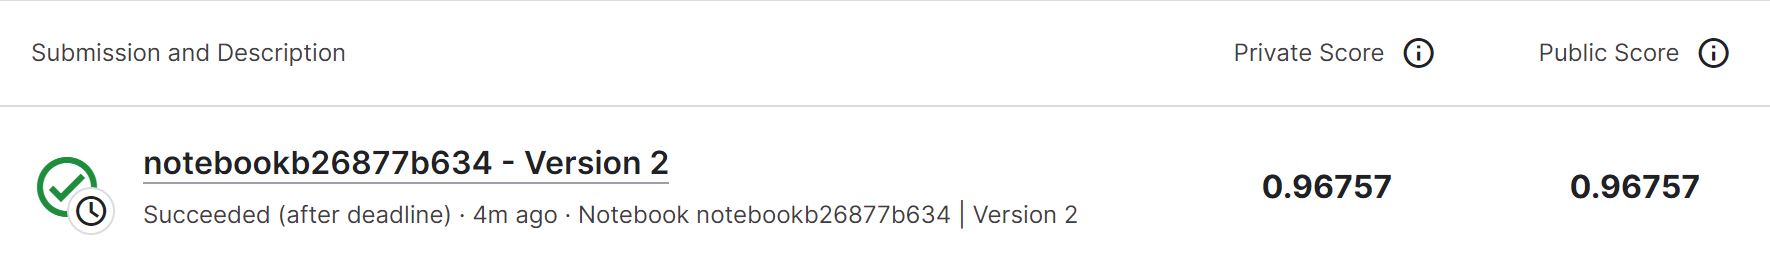 Submission and Description Private Score Public Score
notebookb26877b634 - Version 2
Succeeded (after deadline) · 4m ago · Notebook notebookb26877b634 | Version 2
0.96757 0.96757